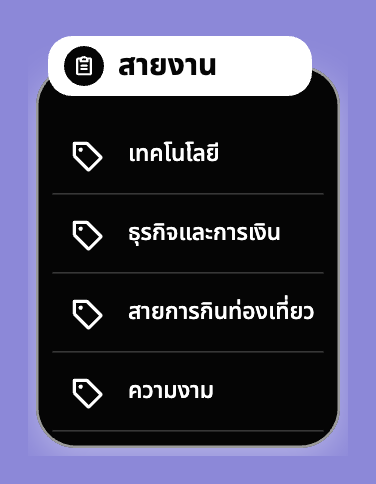 สายงาน
เทคโนโลยี
ธุรกิจและการเงิน
สายการกินท่องเที่ยว
ความงาม